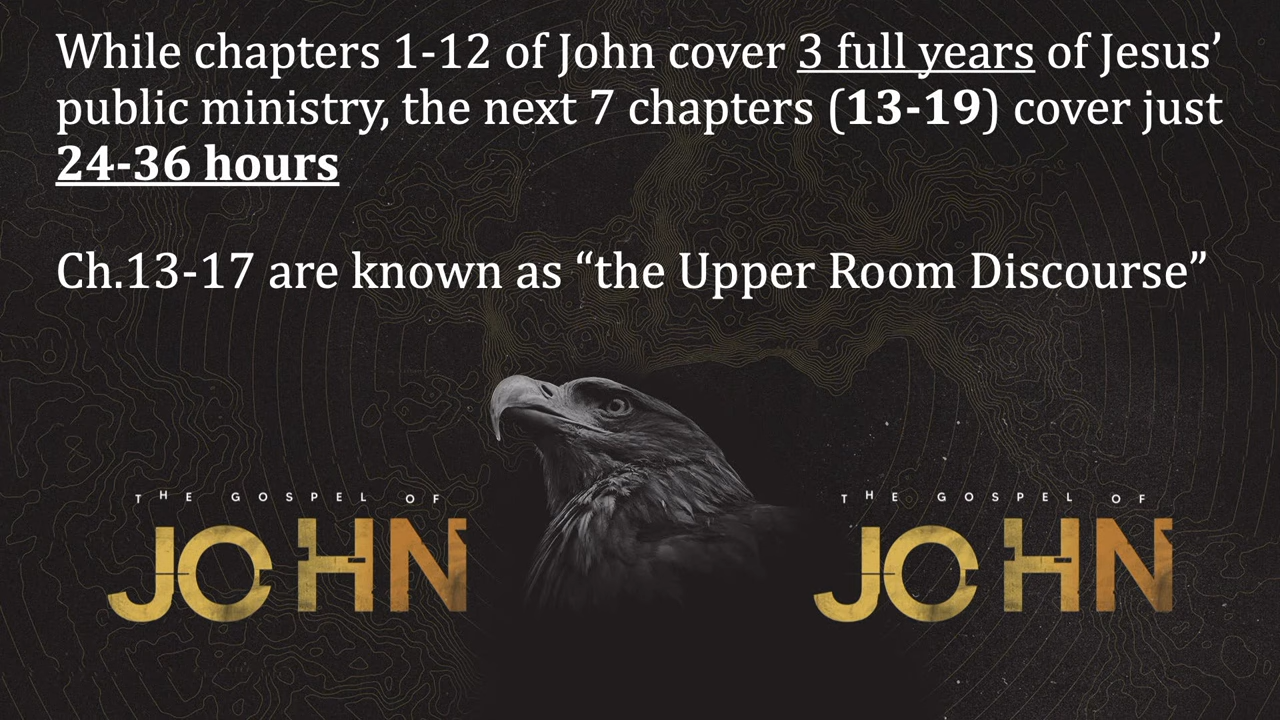 While chapters 1-12 of John cover 3 full years of Jesus’
public ministry, the next 7 chapters (13-19) cover just
24-36 hours
Ch.13-17 are known as “the Upper Room Discourse”
THE GOSPEL OF
JOHN
THE GOSPEL OF
JOHN